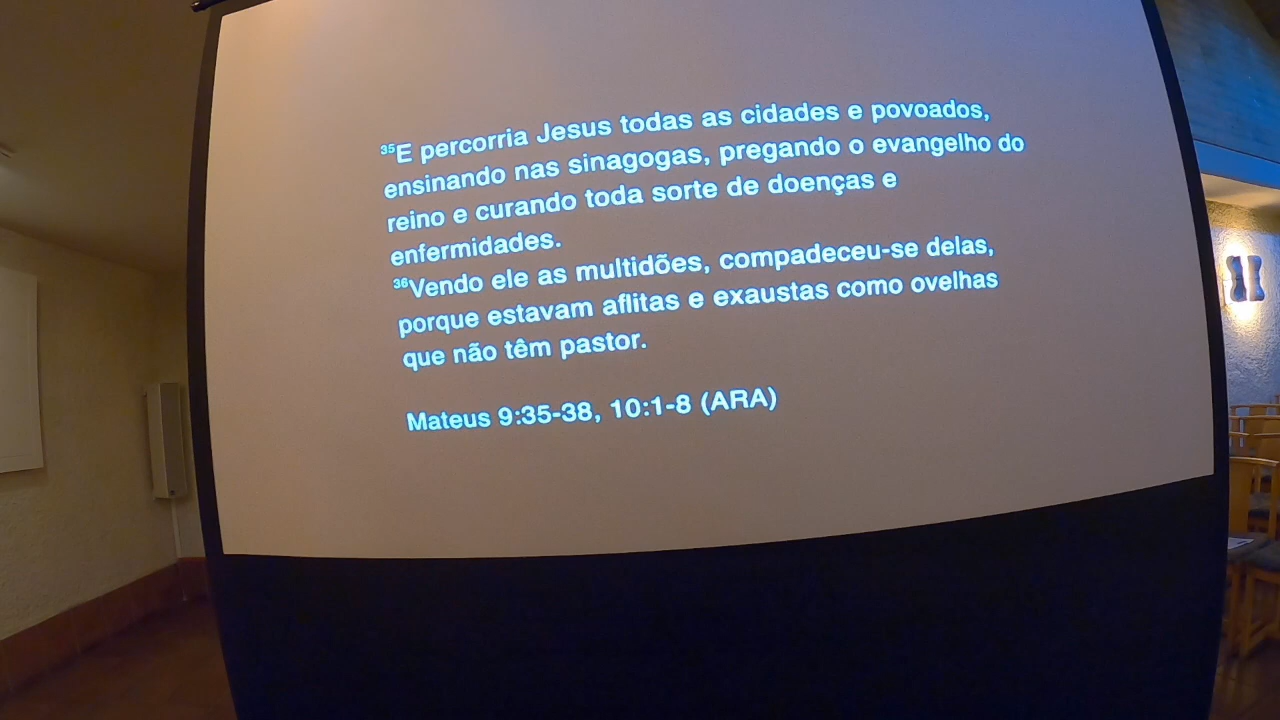 ³⁵E percorria Jesus todas as cidades e povoados,
ensinando nas sinagogas, pregando o evangelho do
reino e curando toda sorte de doenças e
enfermidades.
³⁶Vendo ele as multidões, compadeceu-se delas,
porque estavam aflitas e exaustas como ovelhas
que não têm pastor.
Mateus 9:35-38, 10:1-8 (ARA)